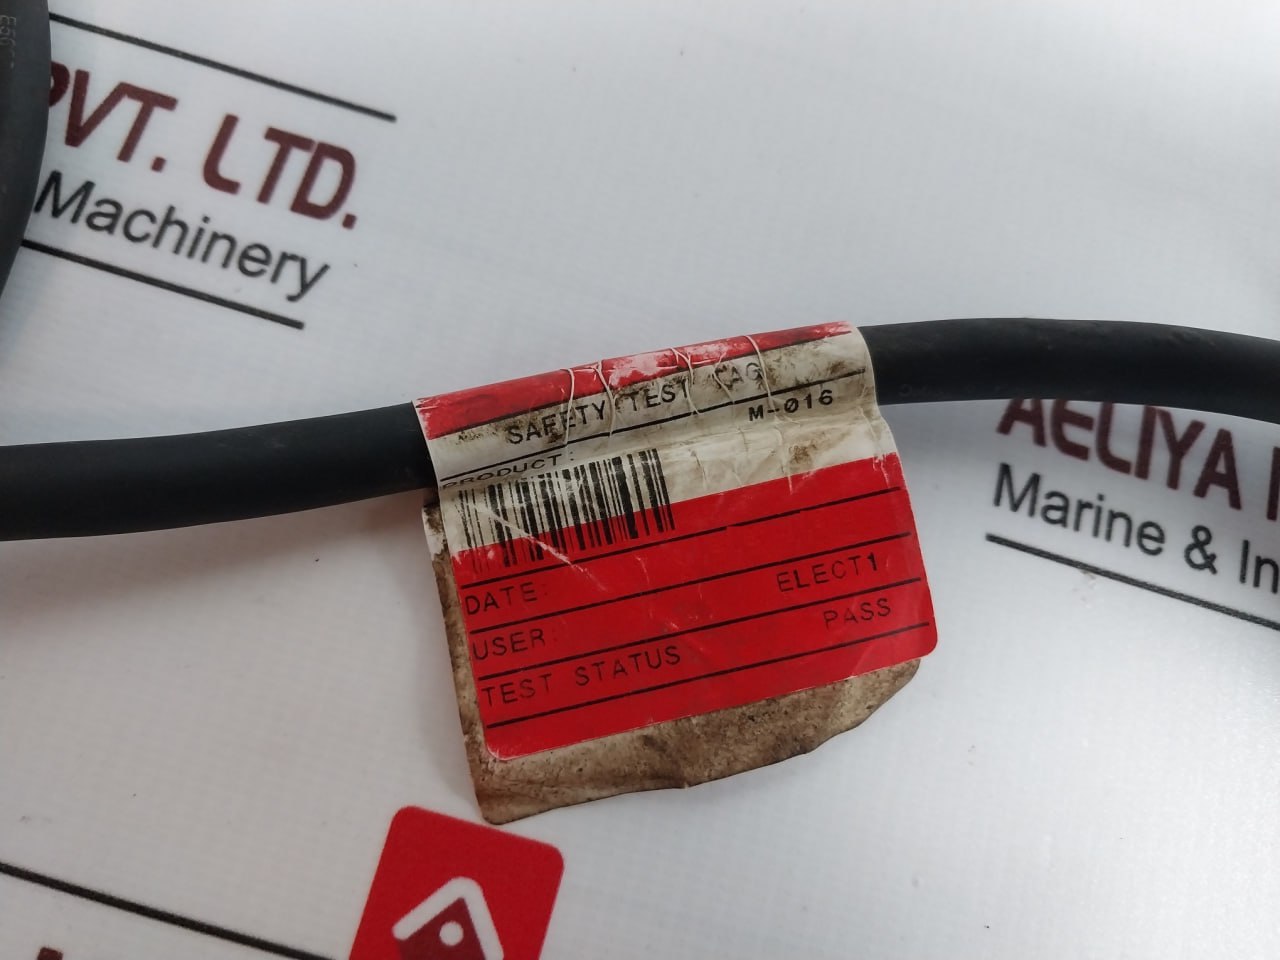 PVT. LTD.
Machinery
SAFETY TEST TAG
PRODUCT: M-016
DATE:
USER: ELECT1
TEST STATUS: PASS
AELIYA
Marine & In